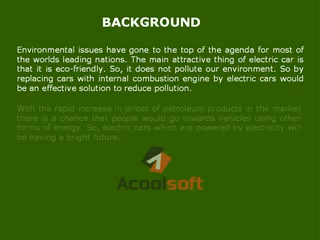 BACKGROUND
Environmental issues have gone to the top of the agenda for most of
the worlds leading nations. The main attractive thing of electric car is
that it is eco-friendly. So, it does not pollute our environment. So by
replacing cars with internal combustion engine by electric cars would
be an effective solution to reduce pollution.
With the rapid increase in prices of petroleum products in the market
there is a chance that people would go towards vehicles using other
forms of energy. So, electric cars which are powered by electricity will
be having a bright future.
Acoolsoft